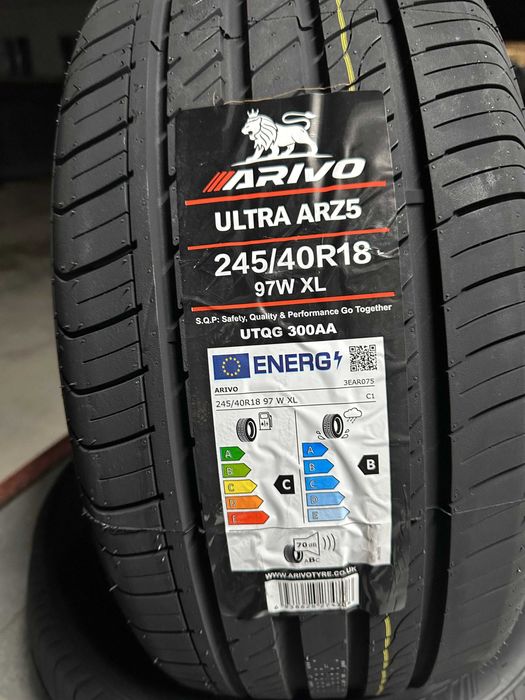 ARIVO
ULTRA ARZ5
245/40R18
97W XL
S.Q.P: Safety, Quality & Performance Go Together
UTQG 300AA
ENERG
ARIVO
3EAR075
245/40R18 97 W XL
C1
A
B
C
D
E
C
A
B
C
D
E
B
70 dB
ABC
WWW.ARIVOTYRE.CO.UK